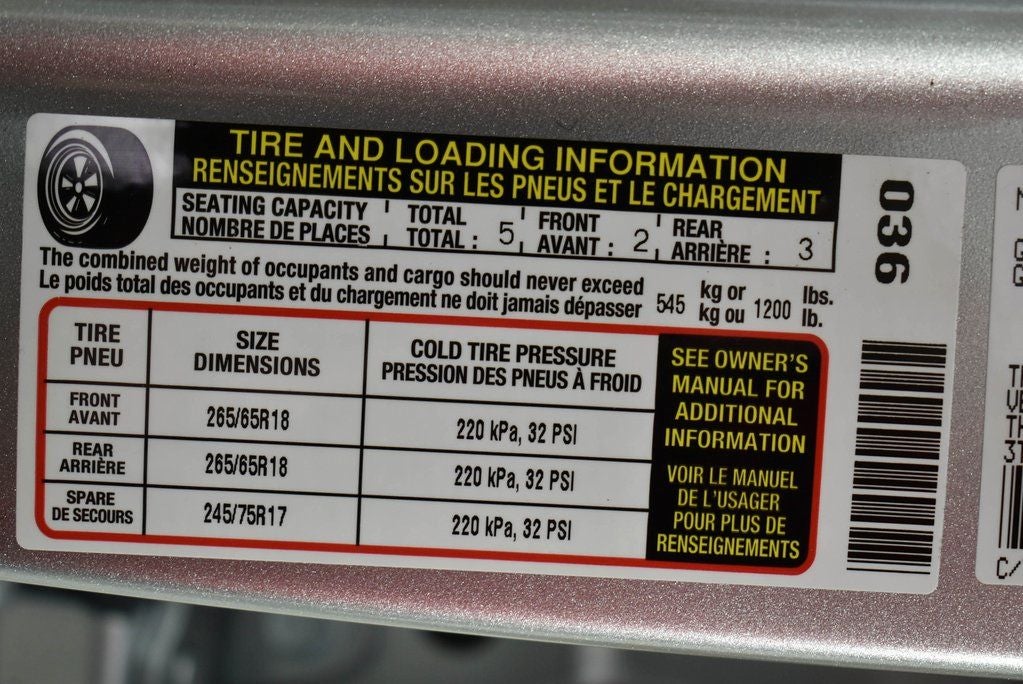 TIRE AND LOADING INFORMATION
RENSEIGNEMENTS SUR LES PNEUS ET LE CHARGEMENT
SEATING CAPACITY TOTAL FRONT REAR
NOMBRE DE PLACES TOTAL : 5 AVANT : 2 ARRIÈRE : 3
The combined weight of occupants and cargo should never exceed 545 kg or 1200 lbs.
Le poids total des occupants et du chargement ne doit jamais dépasser kg ou lb.
TIRE
PNEU
SIZE
DIMENSIONS
COLD TIRE PRESSURE
PRESSION DES PNEUS À FROID
FRONT
AVANT
265/65R18
220 kPa, 32 PSI
REAR
ARRIÈRE
265/65R18
220 kPa, 32 PSI
SPARE
DE SECOURS
245/75R17
220 kPa, 32 PSI
SEE OWNER'S
MANUAL FOR
ADDITIONAL
INFORMATION
VOIR LE MANUEL
DE L'USAGER
POUR PLUS DE
RENSEIGNEMENTS
036